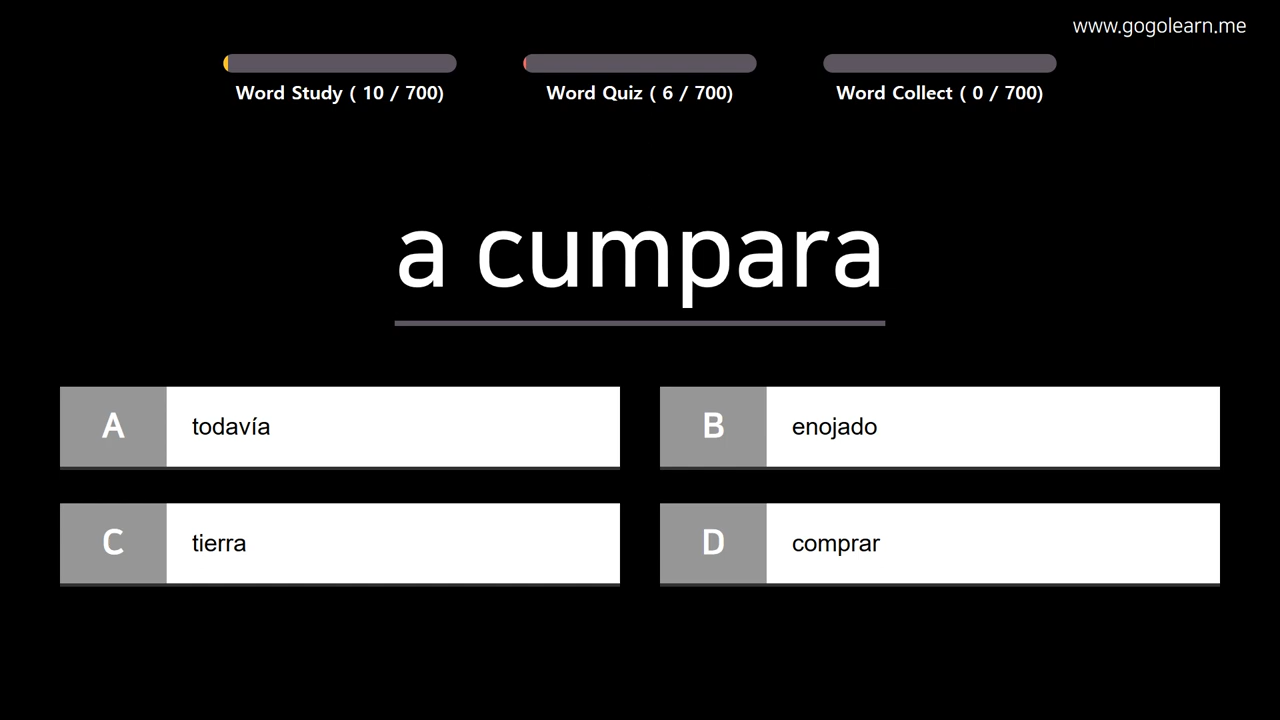 www.gogolearn.me
Word Study ( 10 / 700)
Word Quiz ( 6 / 700)
Word Collect ( 0 / 700)
a cumpara
A todavía
B enojado
C tierra
D comprar